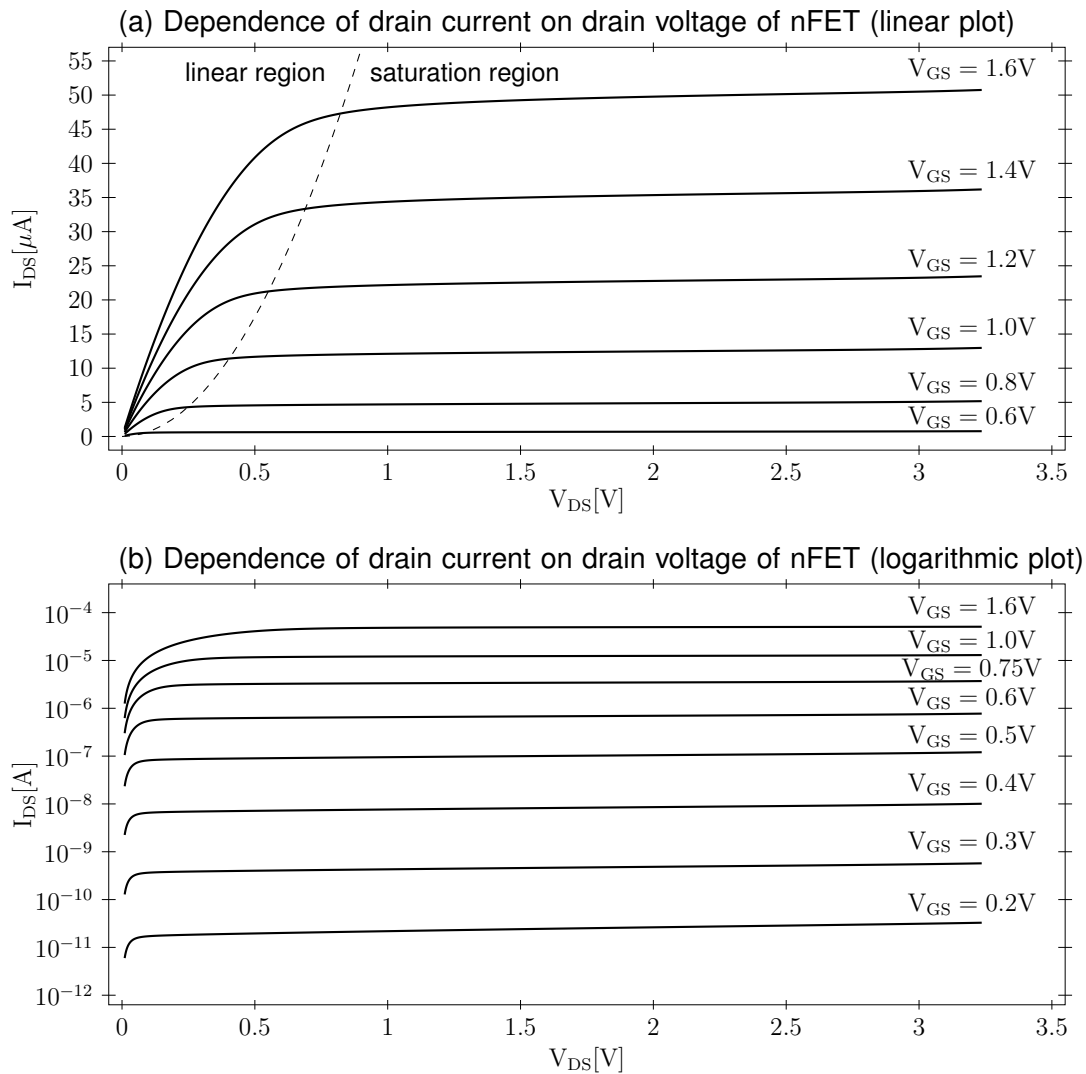 (a) Dependence of drain current on drain voltage of nFET (linear plot)
linear region
saturation region
V_GS = 1.6V
V_GS = 1.4V
V_GS = 1.2V
V_GS = 1.0V
V_GS = 0.8V
V_GS = 0.6V
55
50
45
40
35
30
25
20
15
10
5
0
I_DS[μA]
0 0.5 1 1.5 2 2.5 3 3.5
V_DS[V]
(b) Dependence of drain current on drain voltage of nFET (logarithmic plot)
V_GS = 1.6V
V_GS = 1.0V
V_GS = 0.75V
V_GS = 0.6V
V_GS = 0.5V
V_GS = 0.4V
V_GS = 0.3V
V_GS = 0.2V
10⁻⁴
10⁻⁵
10⁻⁶
10⁻⁷
10⁻⁸
10⁻⁹
10⁻¹⁰
10⁻¹¹
10⁻¹²
I_DS[A]
0 0.5 1 1.5 2 2.5 3 3.5
V_DS[V]